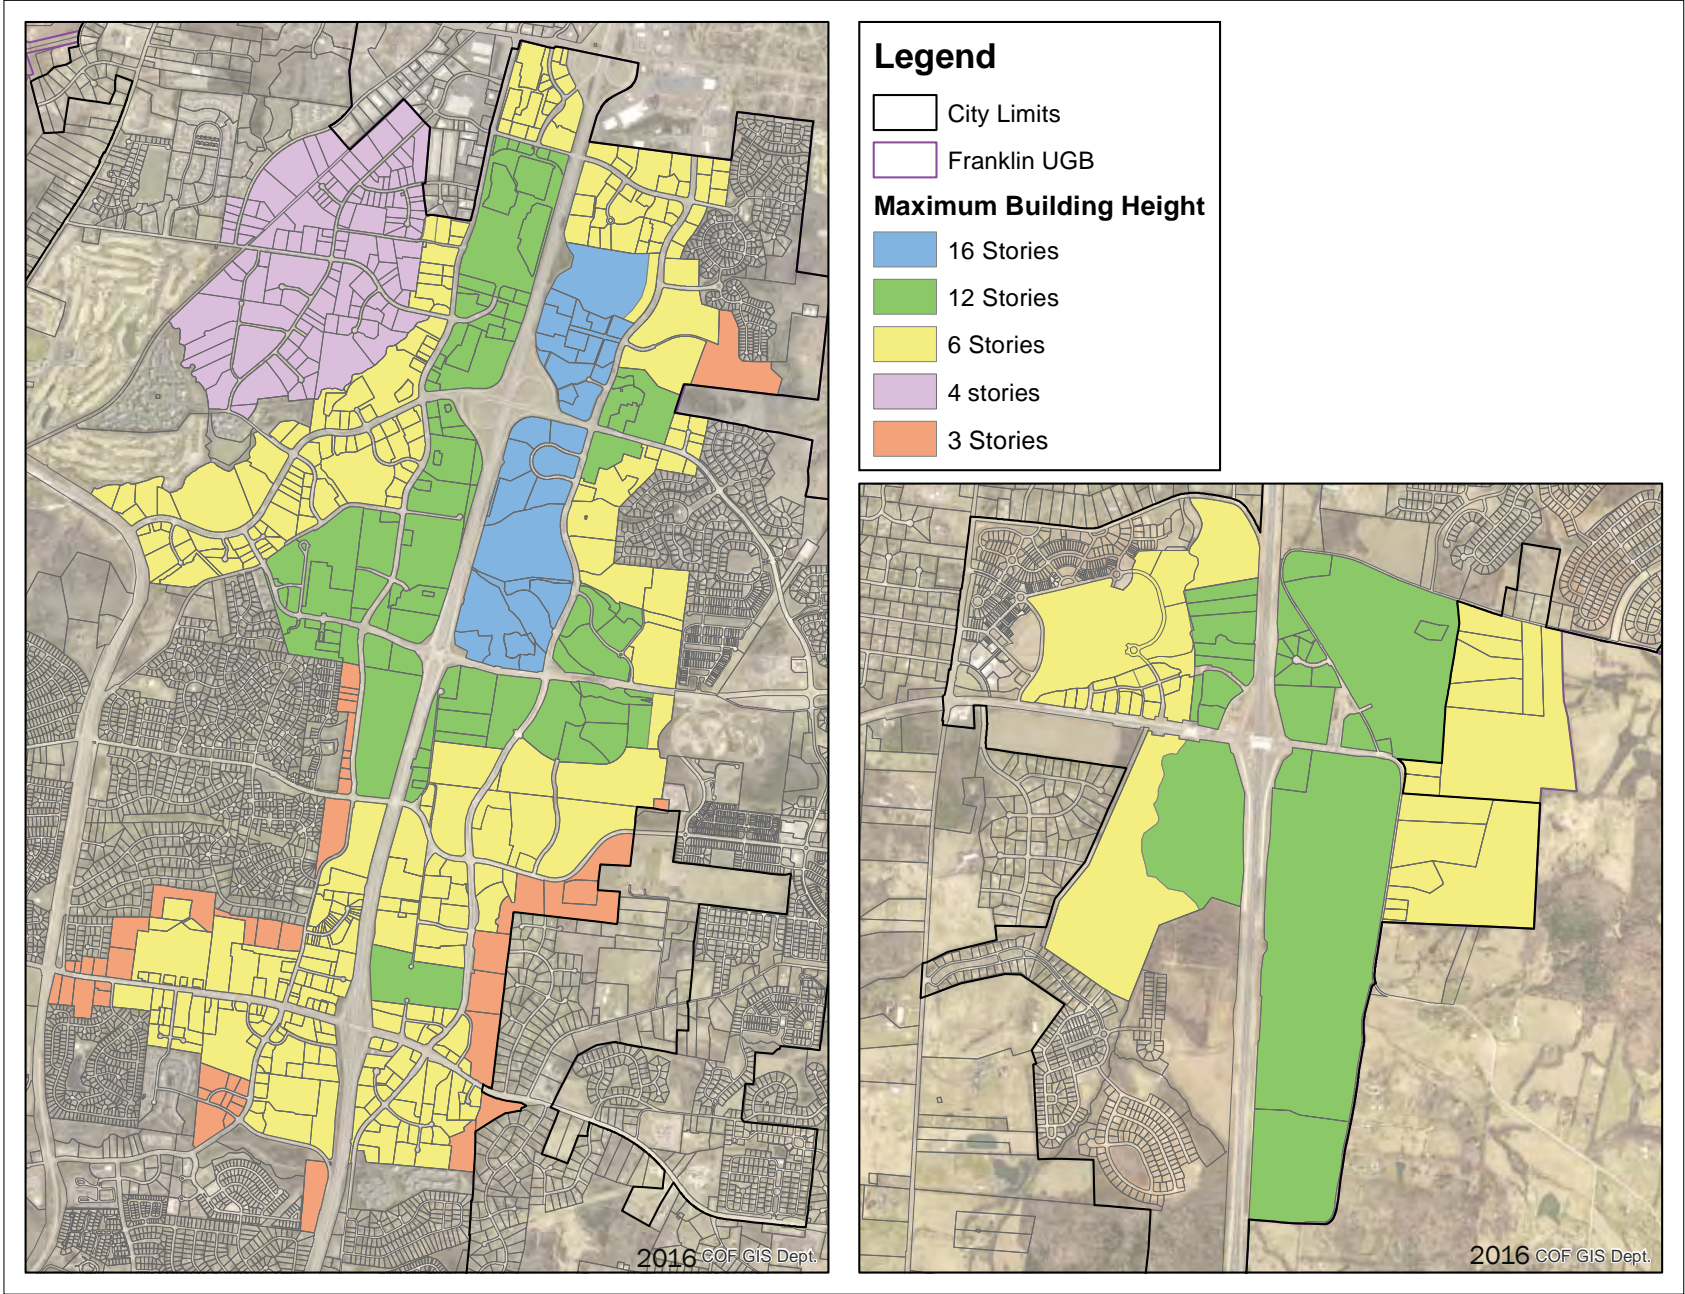 Legend
City Limits
Franklin UGB
Maximum Building Height
16 Stories
12 Stories
6 Stories
4 stories
3 Stories
2016 COF GIS Dept.
2016 COF GIS Dept.